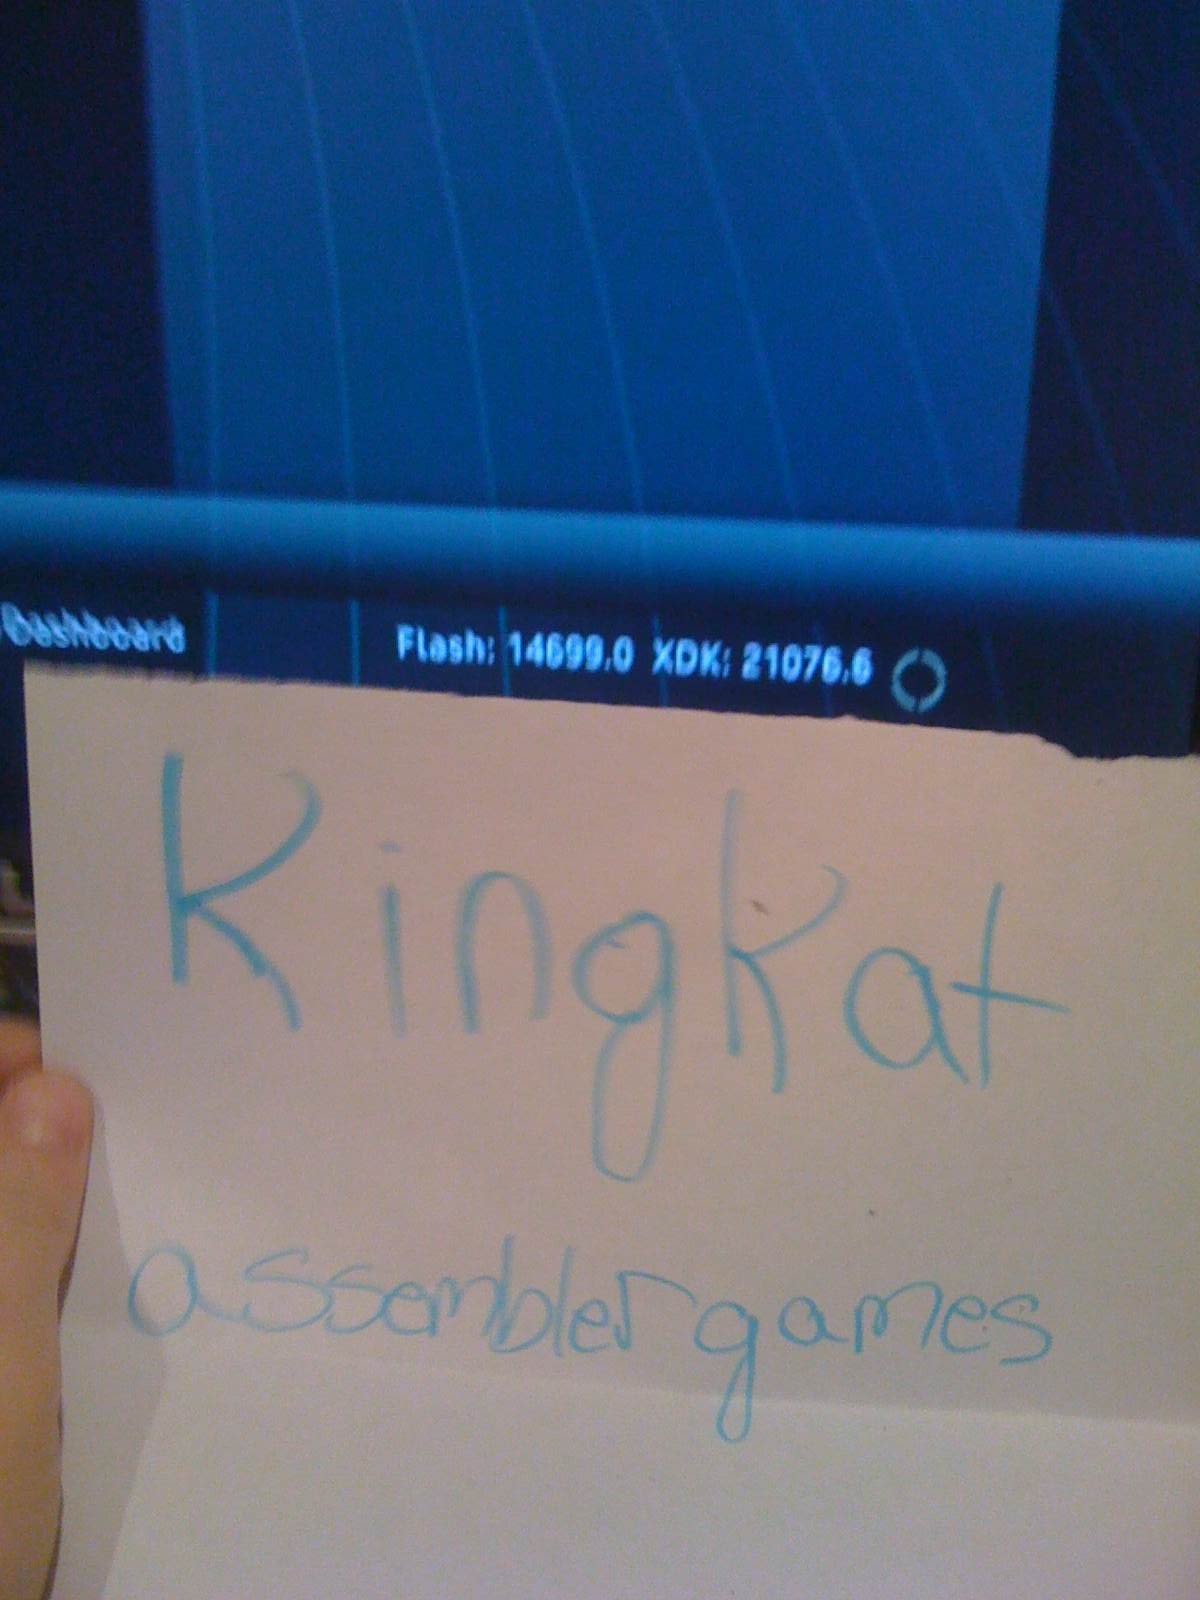 Dashboard Flash: 14699.0 XDK: 21076.6
KingKat
assemblergames